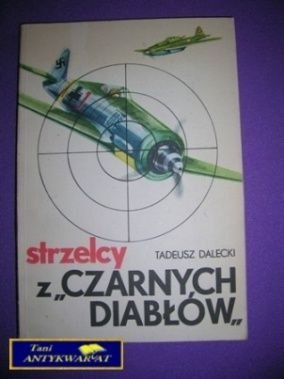 strzelcy
TADEUSZ DALECKI
z „CZARNYCH
DIABŁÓW„
Tani
ANTYKWARIAT